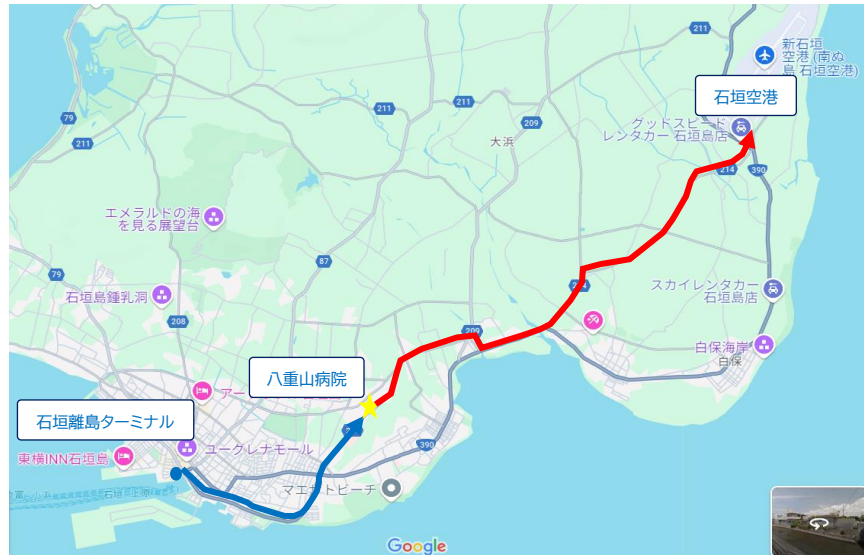 新石垣
空港 (南ぬ
島 石垣空港)
石垣空港
グッドスピード
レンタカー 石垣島店
211
211
79
211
209
大浜
214
390
エメラルドの海
を見る展望台
87
79
石垣島鍾乳洞
208
スカイレンタカー
石垣島店
209
白保海岸
白保
八重山病院
アー
石垣離島ターミナル
ユーグレナモール
390
東横INN石垣島
マエサトビーチ
Google